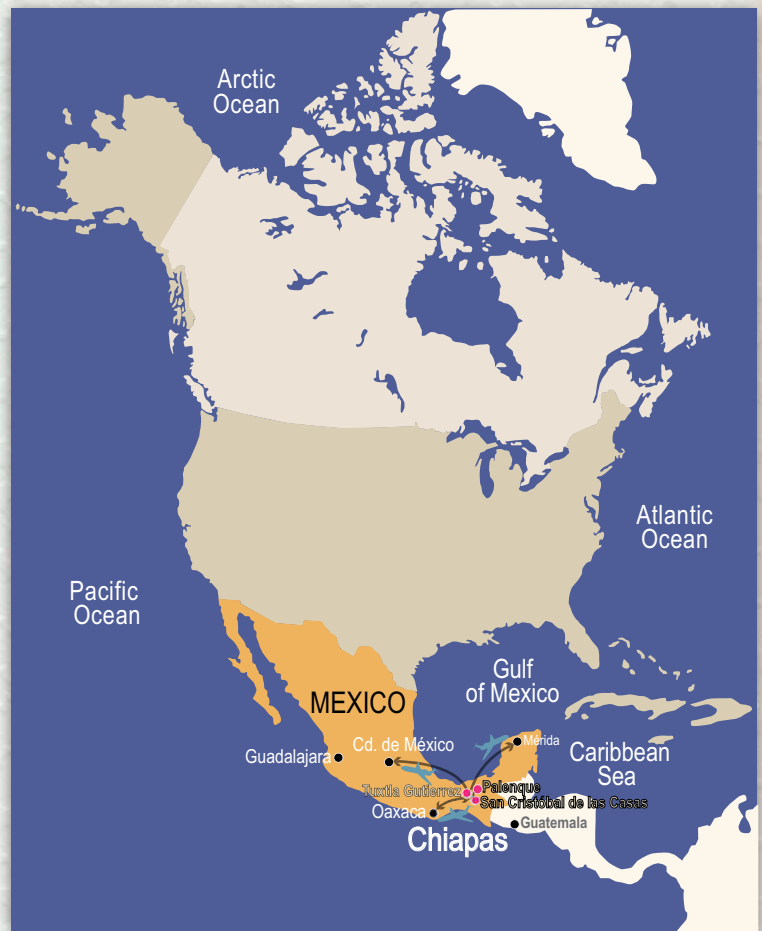 Arctic
Ocean
Atlantic
Ocean
Pacific
Ocean
Gulf
of Mexico
MEXICO
Cd. de México
Mérida
Guadalajara
Caribbean
Sea
Tuxtla Gutierrez
Palenque
San Cristóbal de las Casas
Oaxaca
Guatemala
Chiapas